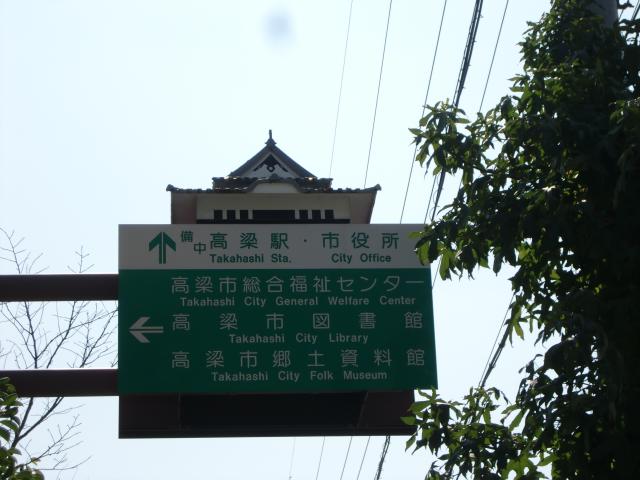 備中高梁駅・市役所
Takahashi Sta. City Office
高梁市総合福祉センター
Takahashi City General Welfare Center
高梁市図書館
Takahashi City Library
高梁市郷土資料館
Takahashi City Folk Museum